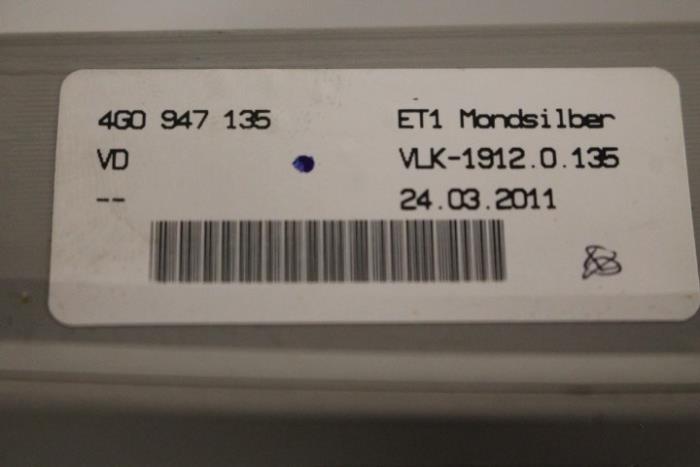 4G0 947 135
ET1 Mondsilber
VD
VLK-1912.0.135
--
24.03.2011